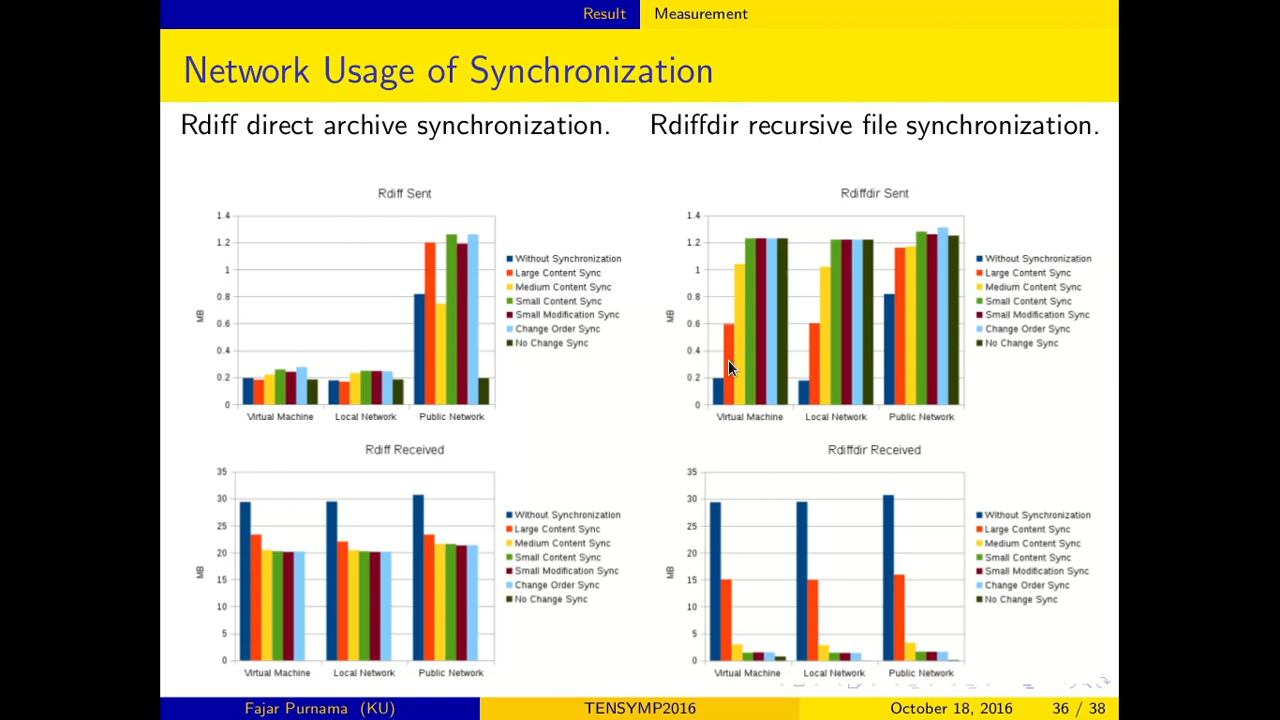 Result Measurement
Network Usage of Synchronization
Rdiff direct archive synchronization.
Rdiff Sent
1.4
1.2
1
0.8
0.6
0.4
0.2
0
MB
Virtual Machine Local Network Public Network
Without Synchronization
Large Content Sync
Medium Content Sync
Small Content Sync
Small Modification Sync
Change Order Sync
No Change Sync
Rdiff Received
35
30
25
20
15
10
5
0
MB
Virtual Machine Local Network Public Network
Without Synchronization
Large Content Sync
Medium Content Sync
Small Content Sync
Small Modification Sync
Change Order Sync
No Change Sync
Rdiffdir recursive file synchronization.
Rdiffdir Sent
1.4
1.2
1
0.8
0.6
0.4
0.2
0
MB
Virtual Machine Local Network Public Network
Without Synchronization
Large Content Sync
Medium Content Sync
Small Content Sync
Small Modification Sync
Change Order Sync
No Change Sync
Rdiffdir Received
35
30
25
20
15
10
5
0
MB
Virtual Machine Local Network Public Network
Without Synchronization
Large Content Sync
Medium Content Sync
Small Content Sync
Small Modification Sync
Change Order Sync
No Change Sync
Fajar Purnama (KU) TENSYMP2016 October 18, 2016 36 / 38